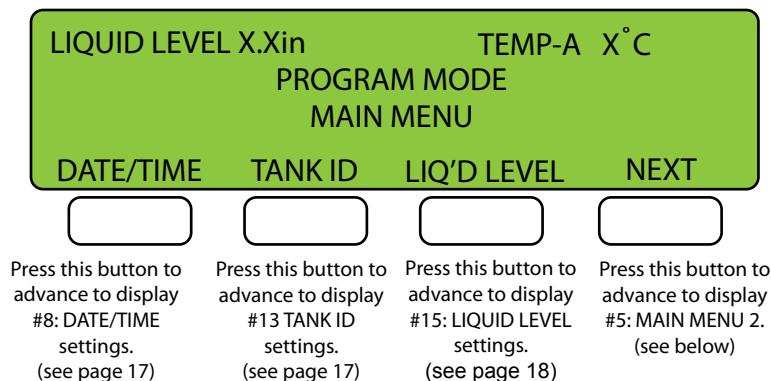 LIQUID LEVEL X.Xin TEMP-A X°C
PROGRAM MODE
MAIN MENU
DATE/TIME TANK ID LIQ'D LEVEL NEXT
Press this button to advance to display #8: DATE/TIME settings. (see page 17)
Press this button to advance to display #13 TANK ID settings. (see page 17)
Press this button to advance to display #15: LIQUID LEVEL settings. (see page 18)
Press this button to advance to display #5: MAIN MENU 2. (see below)